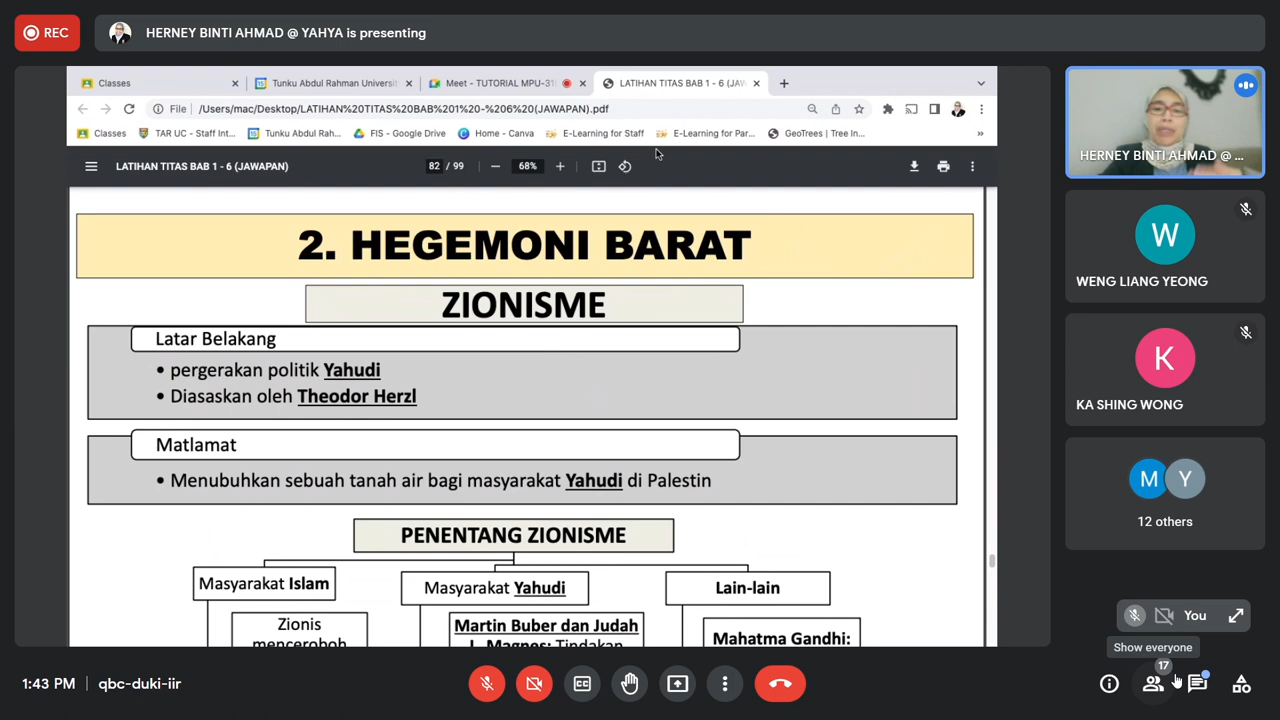 REC
HERNEY BINTI AHMAD @ YAHYA is presenting
Classes
Tunku Abdul Rahman Universit
Meet - TUTORIAL MPU-31
LATIHAN TITAS BAB 1 - 6 (JAW
File
/Users/mac/Desktop/LATIHAN%20TITAS%20BAB%201%20-%206%20(JAWAPAN).pdf
Classes
TAR UC - Staff Int...
Tunku Abdul Rah...
FIS - Google Drive
Home - Canva
E-Learning for Staff
E-Learning for Par...
GeoTrees | Tree In...
LATIHAN TITAS BAB 1 - 6 (JAWAPAN)
82 / 99
68%
2. HEGEMONI BARAT
ZIONISME
Latar Belakang
• pergerakan politik Yahudi
• Diasaskan oleh Theodor Herzl
Matlamat
• Menubuhkan sebuah tanah air bagi masyarakat Yahudi di Palestin
PENENTANG ZIONISME
Masyarakat Islam
Masyarakat Yahudi
Lain-lain
Zionis
menceroboh
Martin Buber dan Judah
L. Magnes: Tindakan
Mahatma Gandhi:
HERNEY BINTI AHMAD @ ...
W
WENG LIANG YEONG
K
KA SHING WONG
M
Y
12 others
You
Show everyone
17
1:43 PM
qbc-duki-iir